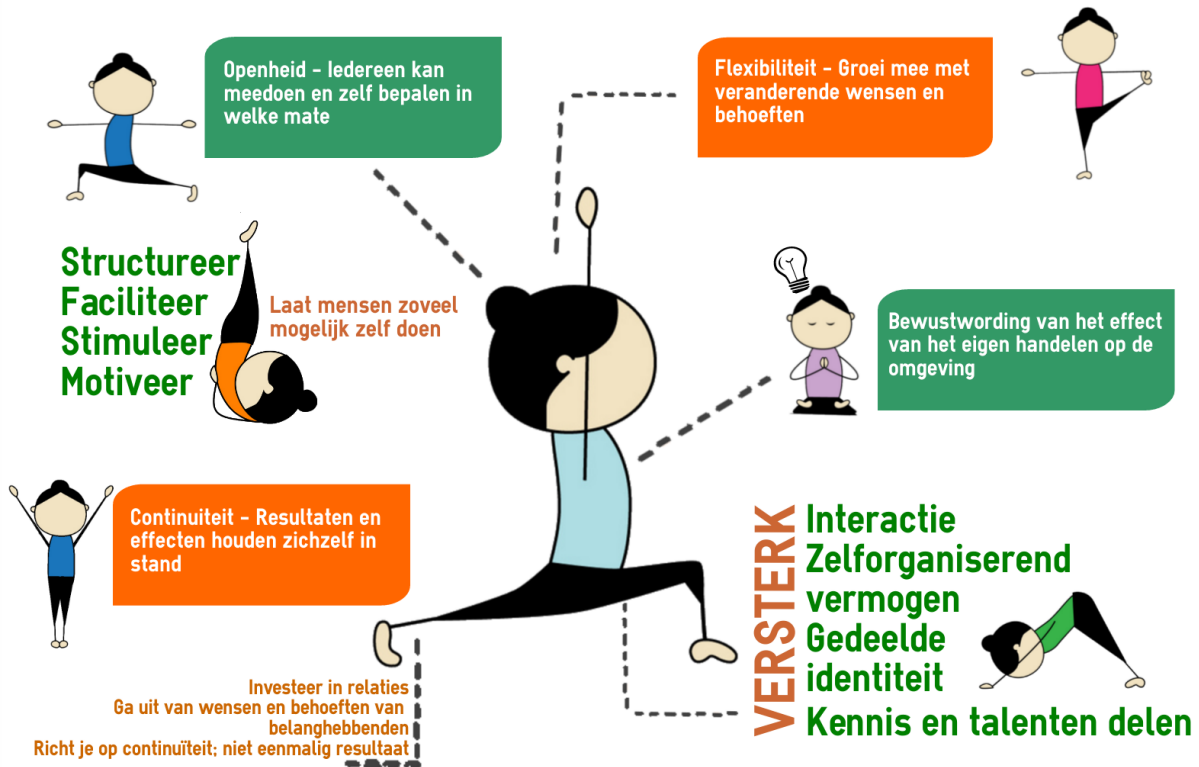 Openheid - Iedereen kan
meedoen en zelf bepalen in
welke mate
Flexibiliteit - Groei mee met
veranderende wensen en
behoeften
Structureer
Faciliteer
Stimuleer
Motiveer
Laat mensen zoveel
mogelijk zelf doen
Bewustwording van het effect
van het eigen handelen op de
omgeving
Continuiteit - Resultaten en
effecten houden zichzelf in
stand
VERSTERK
Interactie
Zelforganiserend
vermogen
Gedeelde
identiteit
Kennis en talenten delen
Investeer in relaties
Ga uit van wensen en behoeften van
belanghebbenden
Richt je op continuïteit; niet eenmalig resultaat